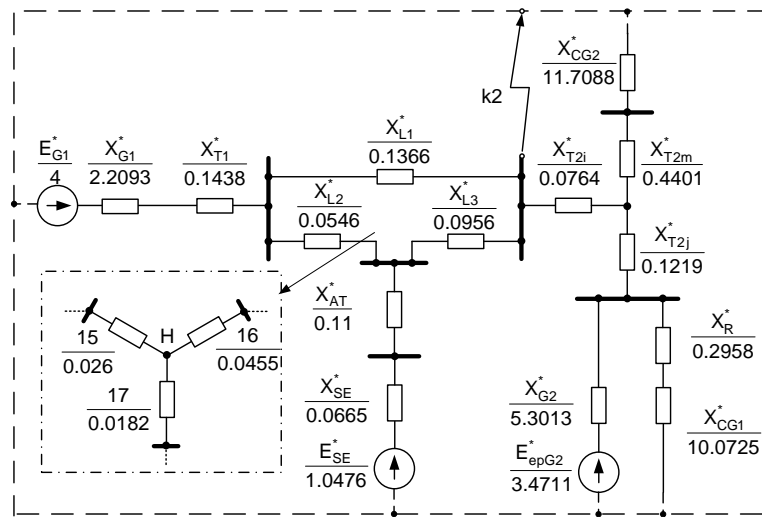 X*CG2
11.7088
k2
E*G1
4
X*G1
2.2093
X*T1
0.1438
X*L1
0.1366
X*T2i
0.0764
X*T2m
0.4401
X*L2
0.0546
X*L3
0.0956
X*T2j
0.1219
X*AT
0.11
15
0.026
H
16
0.0455
17
0.0182
X*R
0.2958
X*SE
0.0665
X*G2
5.3013
X*CG1
10.0725
E*SE
1.0476
E*epG2
3.4711